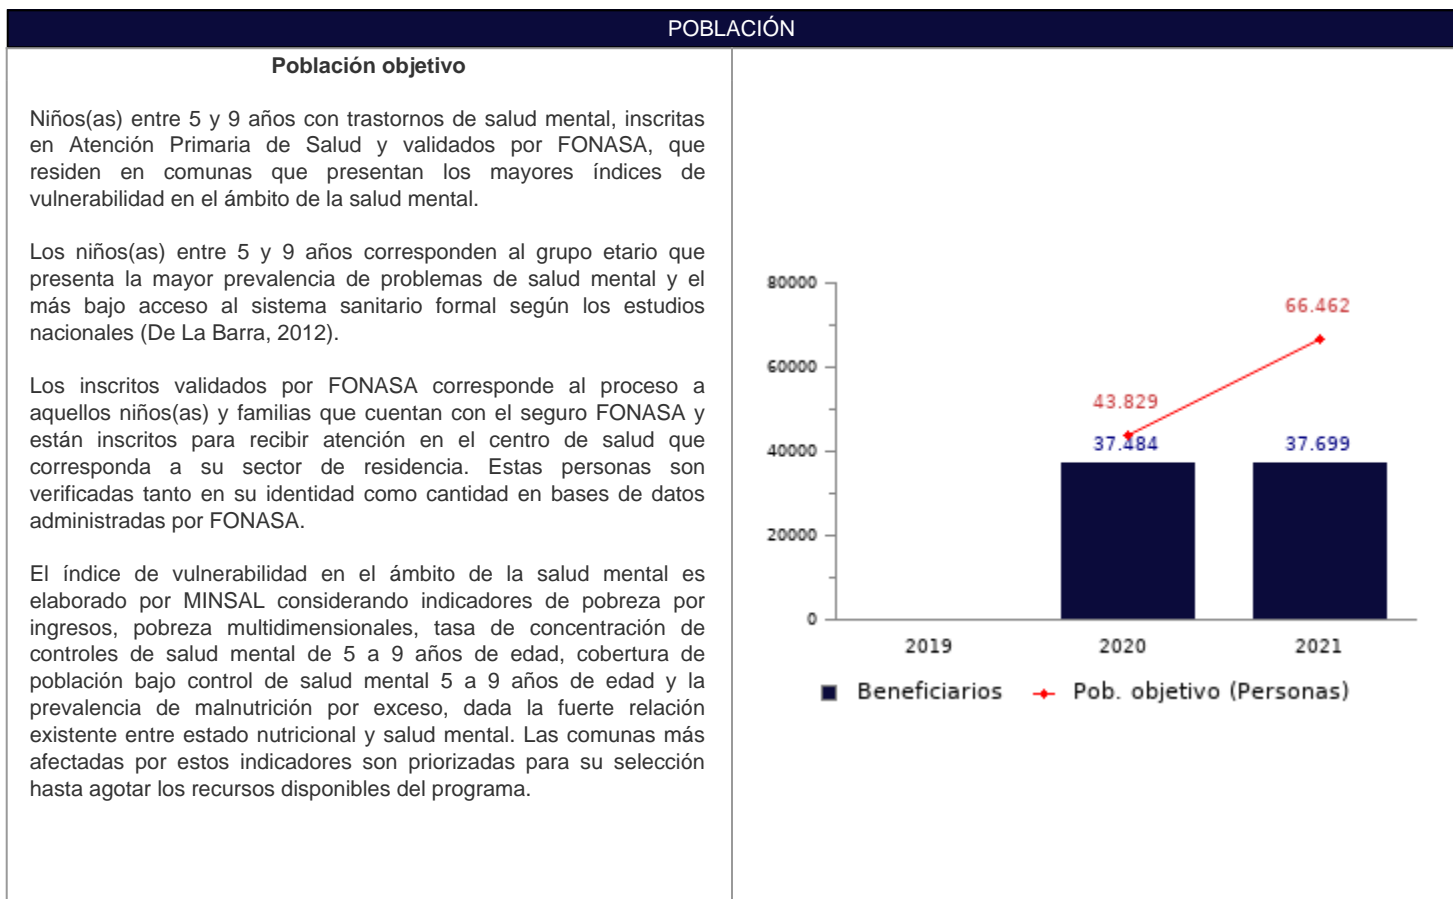 POBLACIÓN
Población objetivo
Niños(as) entre 5 y 9 años con trastornos de salud mental, inscritas
en Atención Primaria de Salud y validados por FONASA, que
residen en comunas que presentan los mayores índices de
vulnerabilidad en el ámbito de la salud mental.
Los niños(as) entre 5 y 9 años corresponden al grupo etario que
presenta la mayor prevalencia de problemas de salud mental y el
más bajo acceso al sistema sanitario formal según los estudios
nacionales (De La Barra, 2012).
Los inscritos validados por FONASA corresponde al proceso a
aquellos niños(as) y familias que cuentan con el seguro FONASA y
están inscritos para recibir atención en el centro de salud que
corresponda a su sector de residencia. Estas personas son
verificadas tanto en su identidad como cantidad en bases de datos
administradas por FONASA.
El índice de vulnerabilidad en el ámbito de la salud mental es
elaborado por MINSAL considerando indicadores de pobreza por
ingresos, pobreza multidimensionales, tasa de concentración de
controles de salud mental de 5 a 9 años de edad, cobertura de
población bajo control de salud mental 5 a 9 años de edad y la
prevalencia de malnutrición por exceso, dada la fuerte relación
existente entre estado nutricional y salud mental. Las comunas más
afectadas por estos indicadores son priorizadas para su selección
hasta agotar los recursos disponibles del programa.
80000
66.462
60000
43.829
40000
37.484
37.699
20000
0
2019
2020
2021
Beneficiarios
Pob. objetivo (Personas)